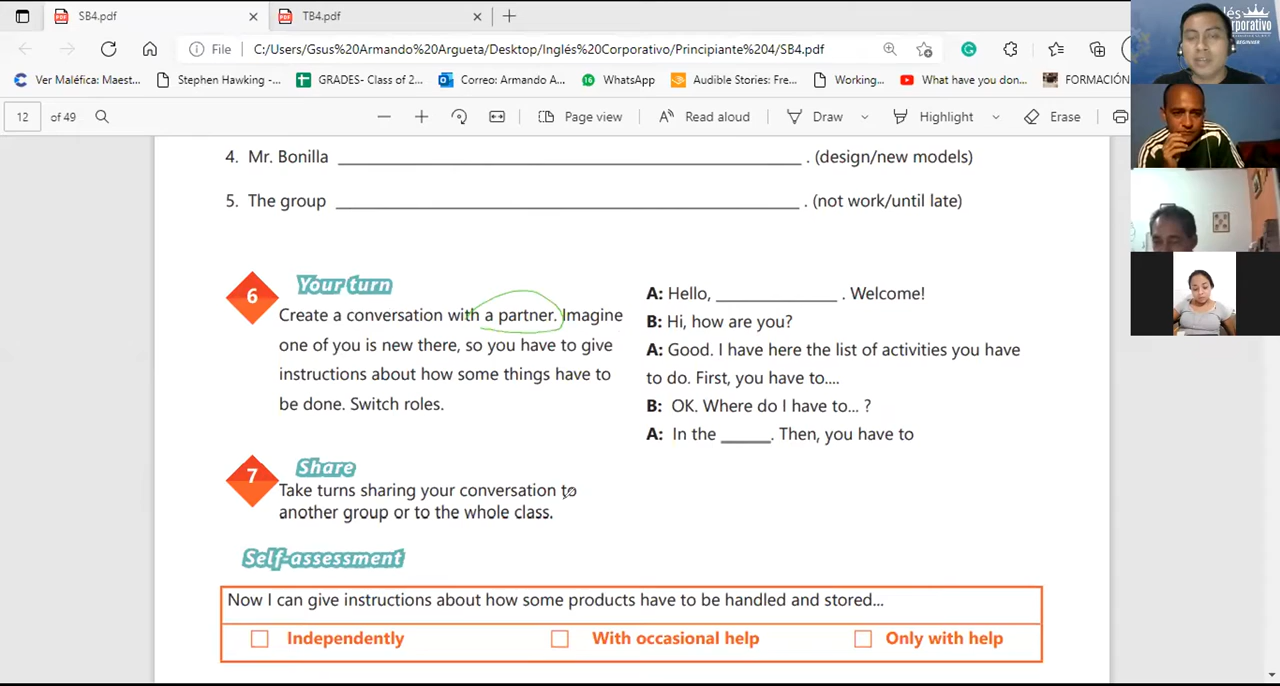 SB4.pdf
TB4.pdf
File
C:/Users/Gsus%20Armando%20Argueta/Desktop/Inglés%20Corporativo/Principiante%204/SB4.pdf
Ver Maléfica: Maest...
Stephen Hawking -...
GRADES- Class of 2...
Correo: Armando A...
WhatsApp
Audible Stories: Fre...
Working...
What have you don...
FORMACIÓN
12 of 49
Page view
Read aloud
Draw
Highlight
Erase
4. Mr. Bonilla ______________ . (design/new models)
5. The group ______________ . (not work/until late)
6 Your turn
Create a conversation with a partner. Imagine
one of you is new there, so you have to give
instructions about how some things have to
be done. Switch roles.
A: Hello, ______________ . Welcome!
B: Hi, how are you?
A: Good. I have here the list of activities you have
to do. First, you have to....
B: OK. Where do I have to... ?
A: In the ______. Then, you have to
7 Share
Take turns sharing your conversation to
another group or to the whole class.
Self-assessment
Now I can give instructions about how some products have to be handled and stored...
Independently
With occasional help
Only with help
lés
orporativo
BEGINNER